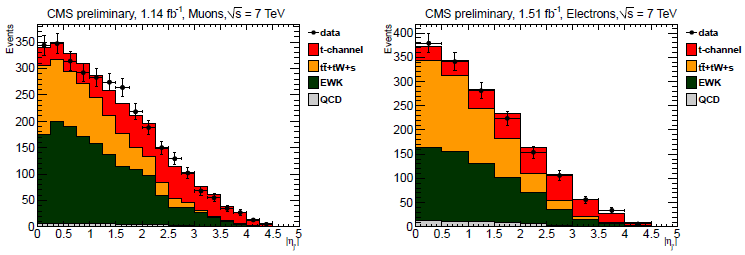 CMS preliminary, 1.14 fb⁻¹, Muons,√s = 7 TeV
Events
350
300
250
200
150
100
50
0
0 0.5 1 1.5 2 2.5 3 3.5 4 4.5 5
|ηj'|
data
t-channel
tt̄+tW+s
EWK
QCD
CMS preliminary, 1.51 fb⁻¹, Electrons,√s = 7 TeV
Events
400
350
300
250
200
150
100
50
0
0 0.5 1 1.5 2 2.5 3 3.5 4 4.5 5
|ηj'|
data
t-channel
tt̄+tW+s
EWK
QCD